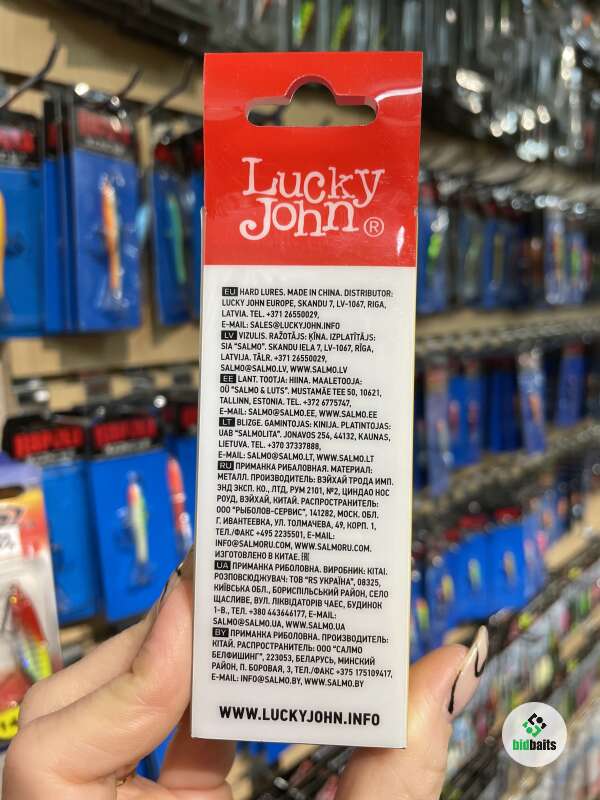 Lucky
John®
EU HARD LURES. MADE IN CHINA. DISTRIBUTOR:
LUCKY JOHN EUROPE, SKANDU 7, LV-1067, RIGA,
LATVIA. TEL. +371 26550029,
E-MAIL: SALES@LUCKYJOHN.INFO
LV VIZULIS. RAŽOTĀJS: ĶĪNA. IZPLATĪTĀJS:
SIA "SALMO". SKANDU IELA 7, LV-1067, RĪGA,
LATVIJA. TĀLR. +371 26550029,
SALMO@SALMO.LV, WWW.SALMO.LV
EE LANT. TOOTJA: HIINA. MAALETOOJA:
OÜ "SALMO & LUTS". MUSTAMÄE TEE 50, 10621,
TALLINN, ESTONIA. TEL. +372 6775747,
E-MAIL: SALMO@SALMO.EE, WWW.SALMO.EE
LT BLIZGE. GAMINTOJAS: KINIJA. PLATINTOJAS:
UAB "SALMOLITA". JONAVOS 254, 44132, KAUNAS,
LIETUVA. TEL. +370 37337888,
E-MAIL: SALMO@SALMO.LT, WWW.SALMO.LT
RU ПРИМАНКА РИБАЛОВНАЯ. МАТЕРИАЛ:
МЕТАЛЛ. ПРОИЗВОДИТЕЛЬ: ВЭЙХАЙ ТРОДА ИМП.
ЭНД ЭКСП. КО., ЛТД, РУМ 2101, №2, ЦИНДАО НОС
РОУД, ВЭЙХАЙ, КИТАЙ. РАСПРОСТРАНИТЕЛЬ:
ООО "РЫБОЛОВ-СЕРВИС", 141282, МОСК. ОБЛ.
Г. ИВАНТЕЕВКА, УЛ. ТОЛМАЧЕВА, 49, КОРП. 1,
ТЕЛ./ФАКС +495 2235501, E-MAIL:
INFO@SALMORU.COM, WWW.SALMORU.COM.
ИЗГОТОВЛЕНО В КИТАЕ. EAC
UA ПРИМАНКА РИБОЛОВНА. ВИРОБНИК: КІТАІ.
РОЗПОВСЮДЖУВАЧ: ТОВ "RS УКРАЇНА", 08325,
КИЇВСЬКА ОБЛ., БОРИСПІЛЬСЬКИЙ РАЙОН, СЕЛО
ЩАСЛИВЕ, ВУЛ. ЛІКВІДАТОРІВ ЧАЕС, БУДИНОК
1-В., ТЕЛ. +380 443646177, E-MAIL:
SALMO@SALMO.UA, WWW.SALMO.UA
BY ПРИМАНКА РИБОЛОВНА. ПРОИЗВОДИТЕЛЬ:
КІТАЙ. РАСПРОСТРАНИТЕЛЬ: ООО "САЛМО
БЕЛФИШИНГ", 223053, БЕЛАРУСЬ, МИНСКИЙ
РАЙОН, П. БОРОВАЯ, 3, ТЕЛ./ФАКС +375 175109417,
E-MAIL: INFO@SALMO.BY, WWW.SALMO.BY
WWW.LUCKYJOHN.INFO
bidbaits